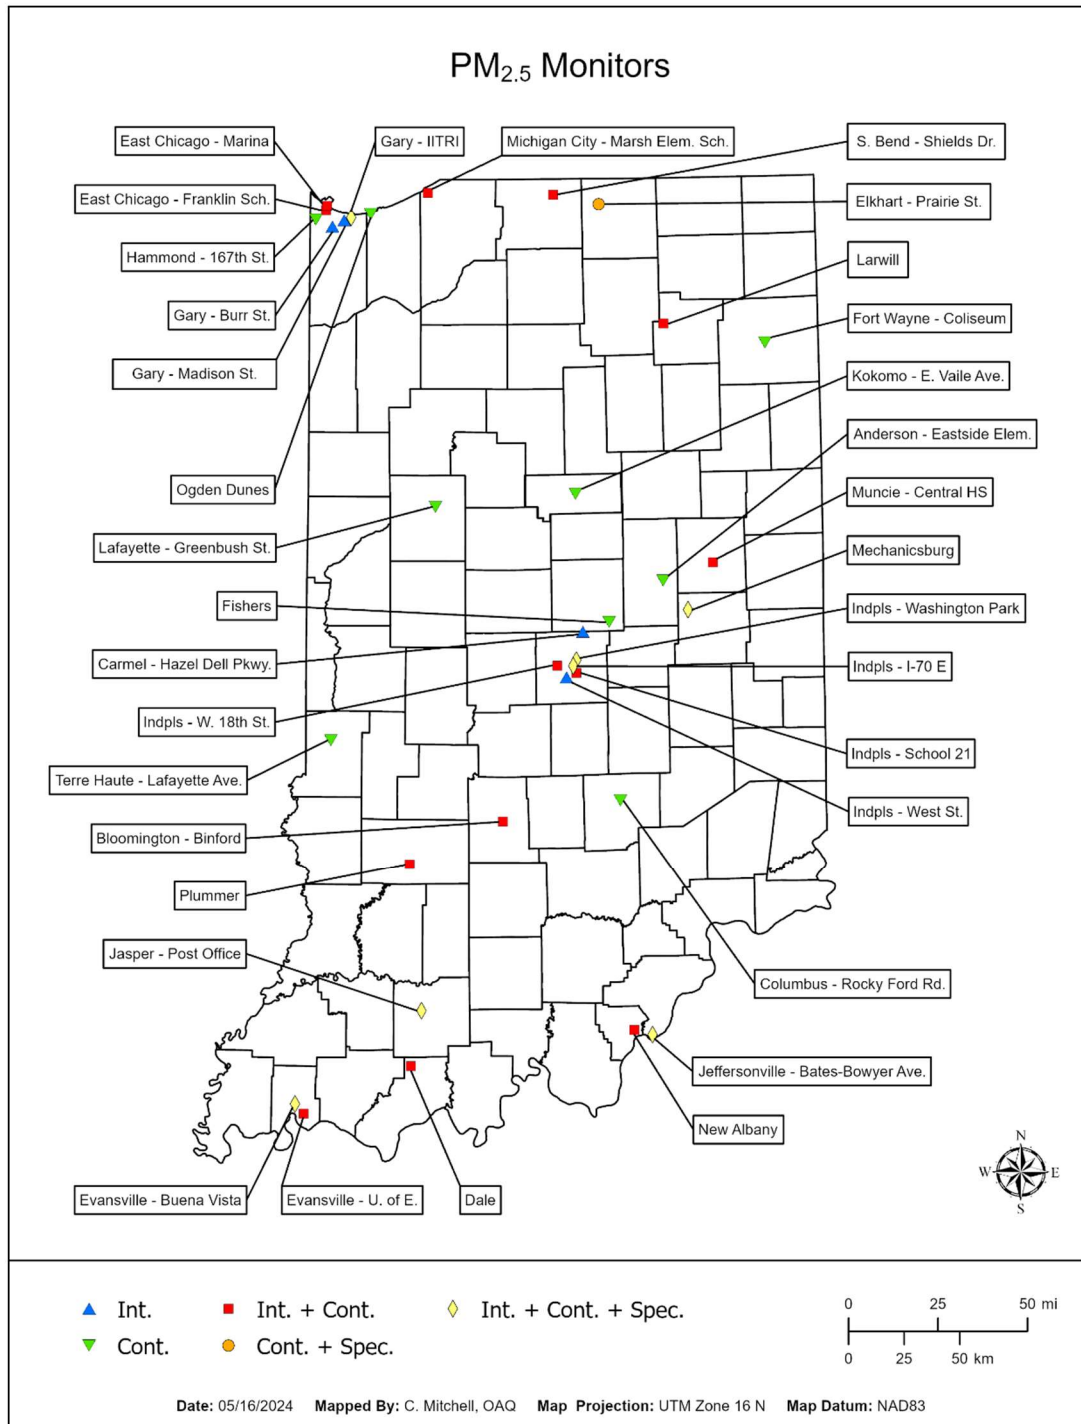 PM2.5 Monitors
East Chicago - Marina
Gary - IITRI
Michigan City - Marsh Elem. Sch.
S. Bend - Shields Dr.
East Chicago - Franklin Sch.
Elkhart - Prairie St.
Hammond - 167th St.
Larwill
Gary - Burr St.
Fort Wayne - Coliseum
Gary - Madison St.
Kokomo - E. Vaile Ave.
Anderson - Eastside Elem.
Ogden Dunes
Muncie - Central HS
Lafayette - Greenbush St.
Mechanicsburg
Fishers
Indpls - Washington Park
Carmel - Hazel Dell Pkwy.
Indpls - I-70 E
Indpls - W. 18th St.
Indpls - School 21
Terre Haute - Lafayette Ave.
Indpls - West St.
Bloomington - Binford
Plummer
Jasper - Post Office
Columbus - Rocky Ford Rd.
Jeffersonville - Bates-Bowyer Ave.
New Albany
N
W E
S
Evansville - Buena Vista
Evansville - U. of E.
Dale
Int.
Int. + Cont.
Int. + Cont. + Spec.
Cont.
Cont. + Spec.
0 25 50 mi
0 25 50 km
Date: 05/16/2024 Mapped By: C. Mitchell, OAQ Map Projection: UTM Zone 16 N Map Datum: NAD83